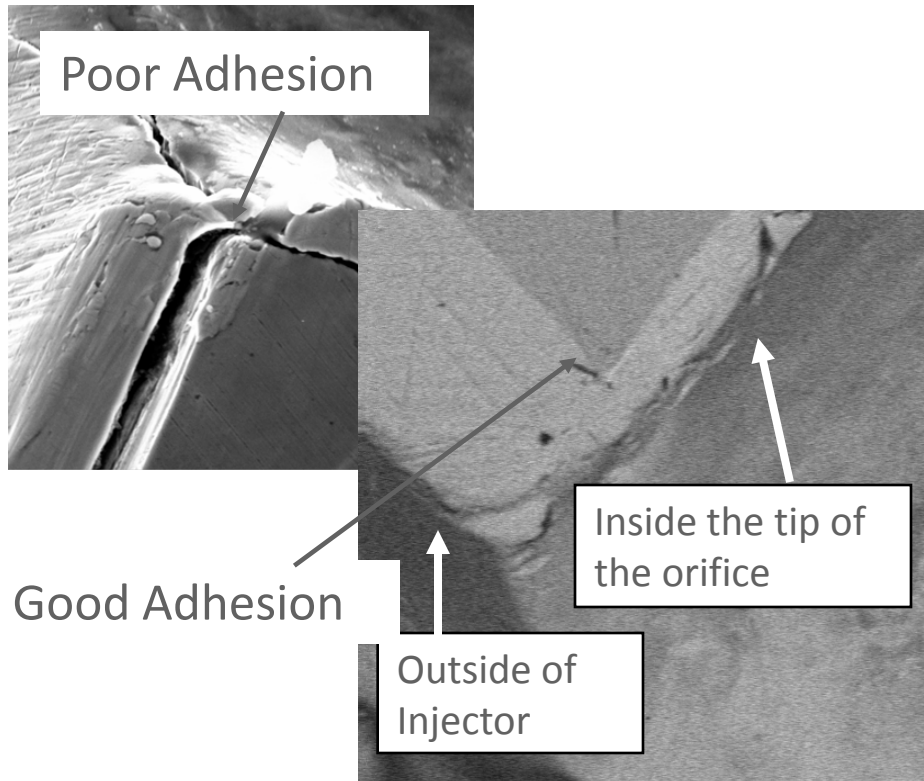 Poor Adhesion
Inside the tip of
the orifice
Good Adhesion
Outside of
Injector